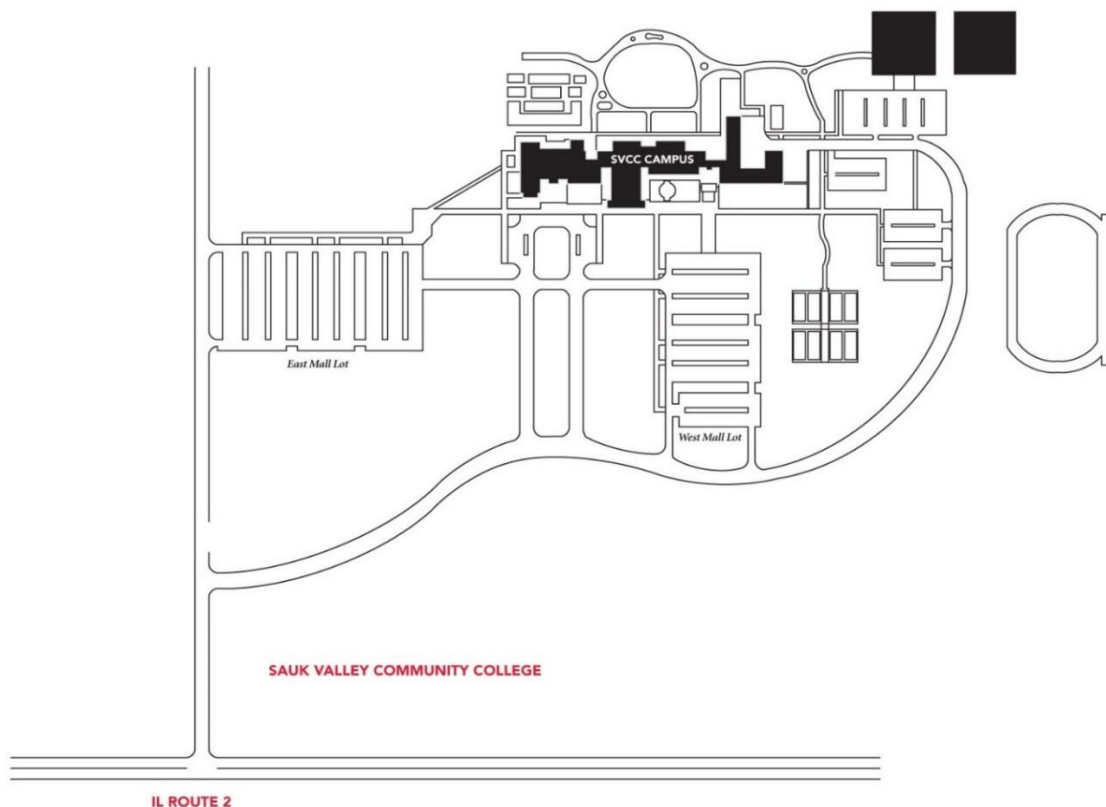 SVCC CAMPUS
East Mall Lot
West Mall Lot
SAUK VALLEY COMMUNITY COLLEGE
IL ROUTE 2